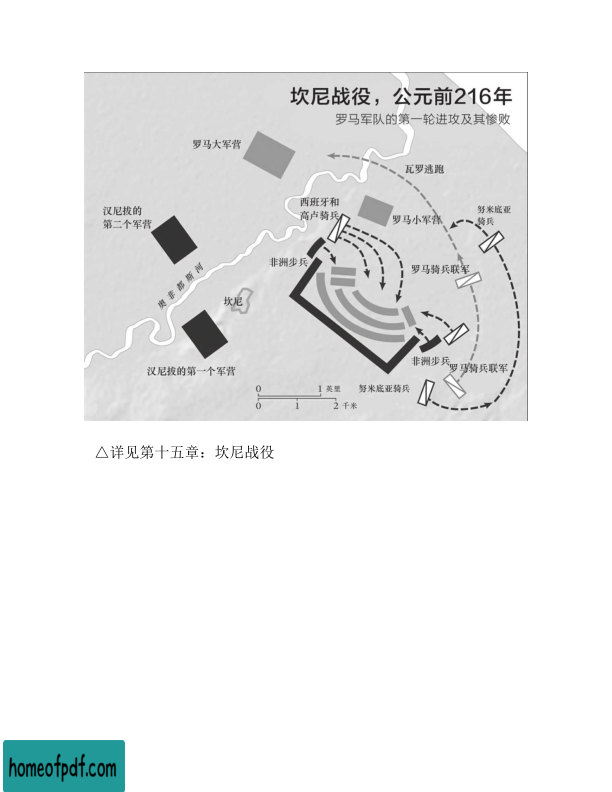 坎尼战役，公元前216年
罗马军队的第一轮进攻及其惨败
罗马大军营
瓦罗逃跑
西班牙和
高卢骑兵
汉尼拔的
第二个军营
罗马小军营
努米底亚
骑兵
非洲步兵
罗马骑兵联军
奥非都斯河
坎尼
汉尼拔的第一个军营
非洲步兵
罗马骑兵联军
努米底亚骑兵
0 1 英里
0 1 2 千米
△详见第十五章：坎尼战役
homeofpdf.com